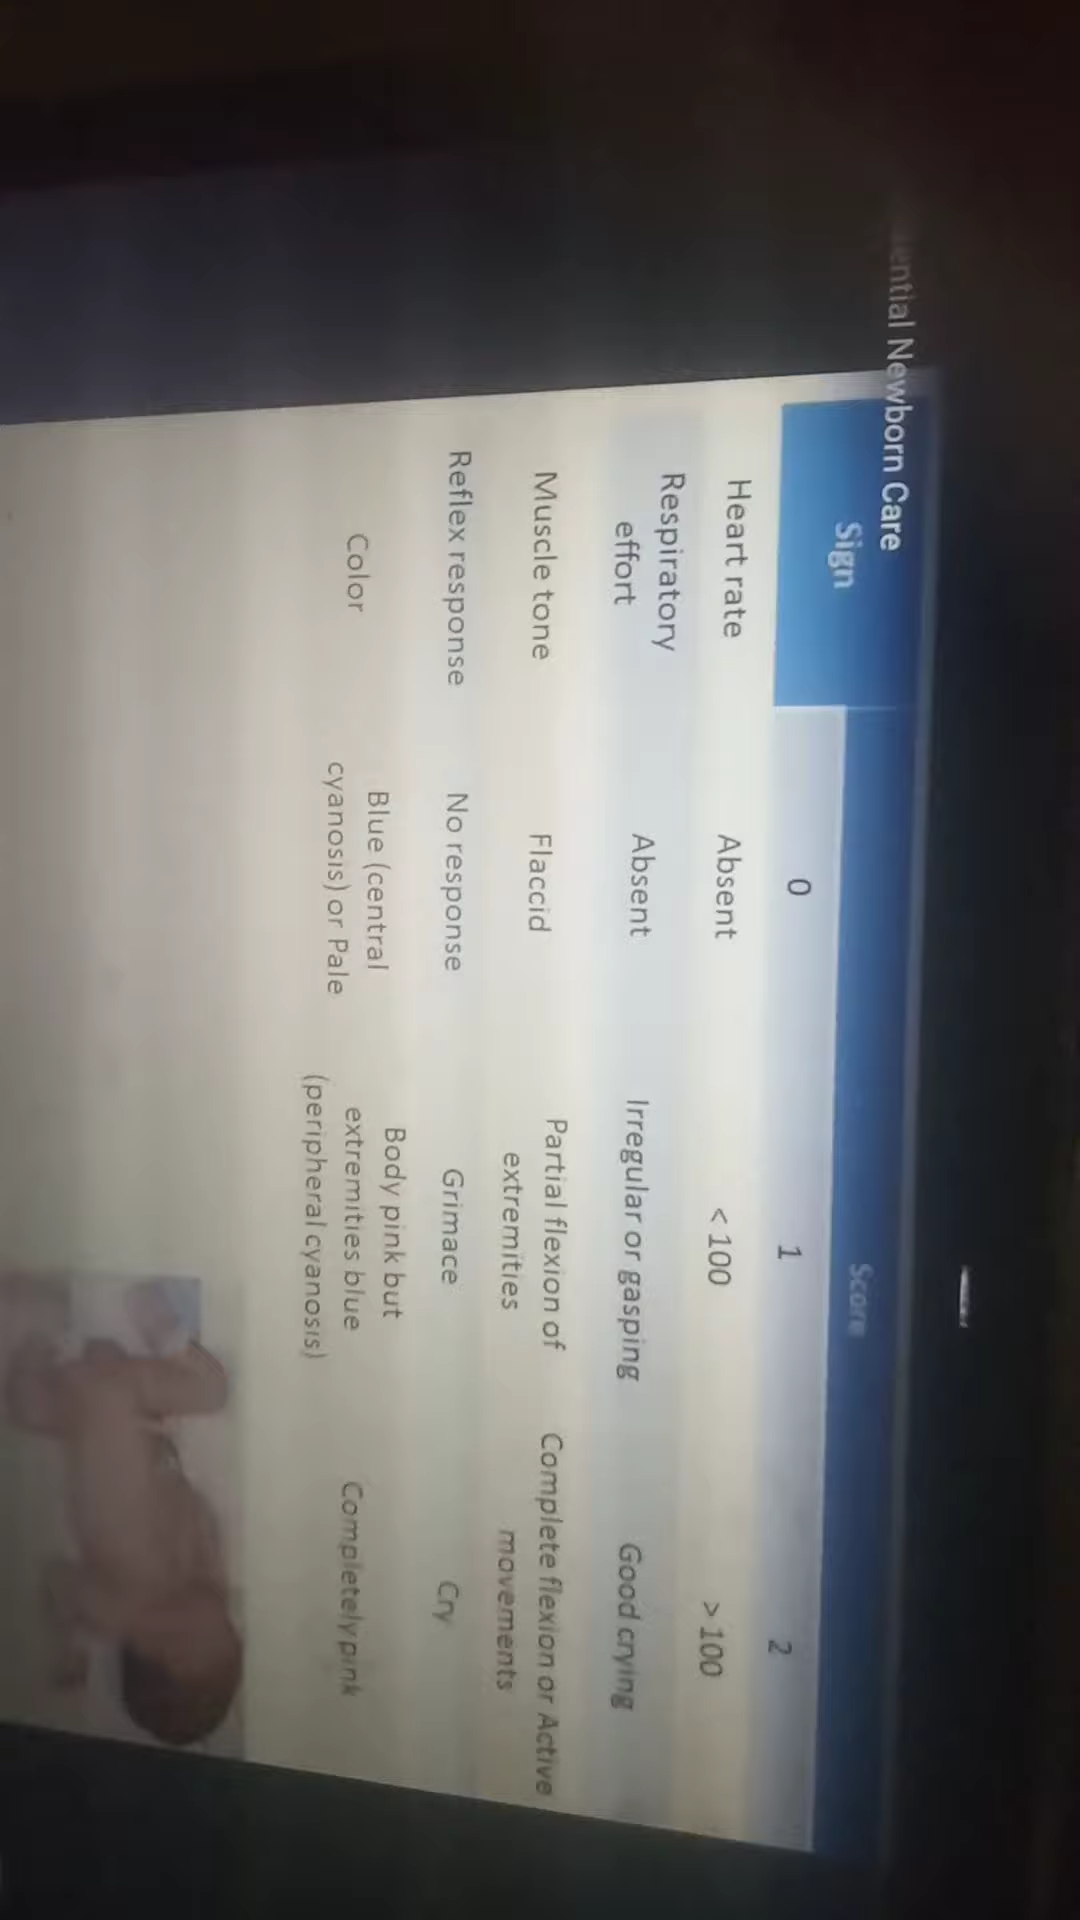 ential Newborn Care
Sign
Score
0
1
2
Heart rate
Absent
< 100
> 100
Respiratory
effort
Absent
Irregular or gasping
Good crying
Muscle tone
Flaccid
Partial flexion of
extremities
Complete flexion or Active
movements
Reflex response
No response
Grimace
Cry
Color
Blue (central
cyanosis) or Pale
Body pink but
extremities blue
(peripheral cyanosis)
Completely pink